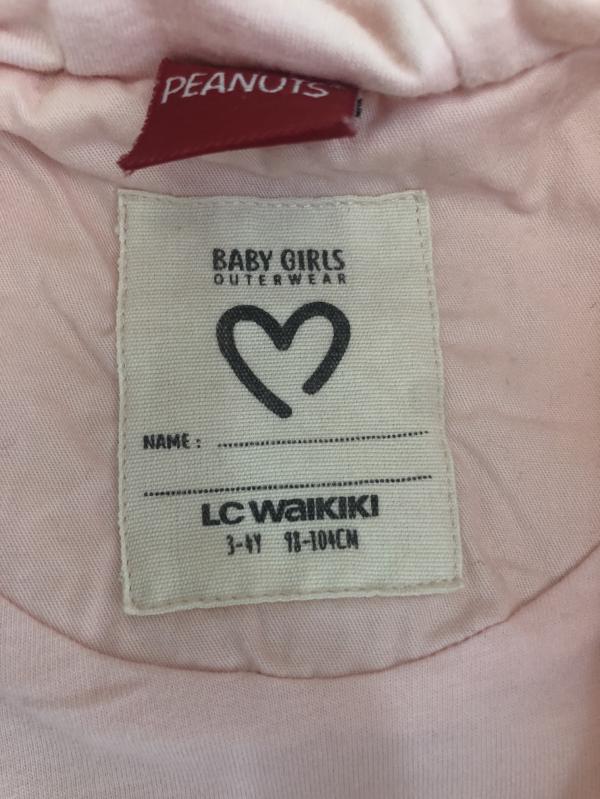 PEANUTS
BABY GIRLS
OUTERWEAR
NAME : ..............................
..............................
LC WAIKIKI
3-4Y 98-104CM